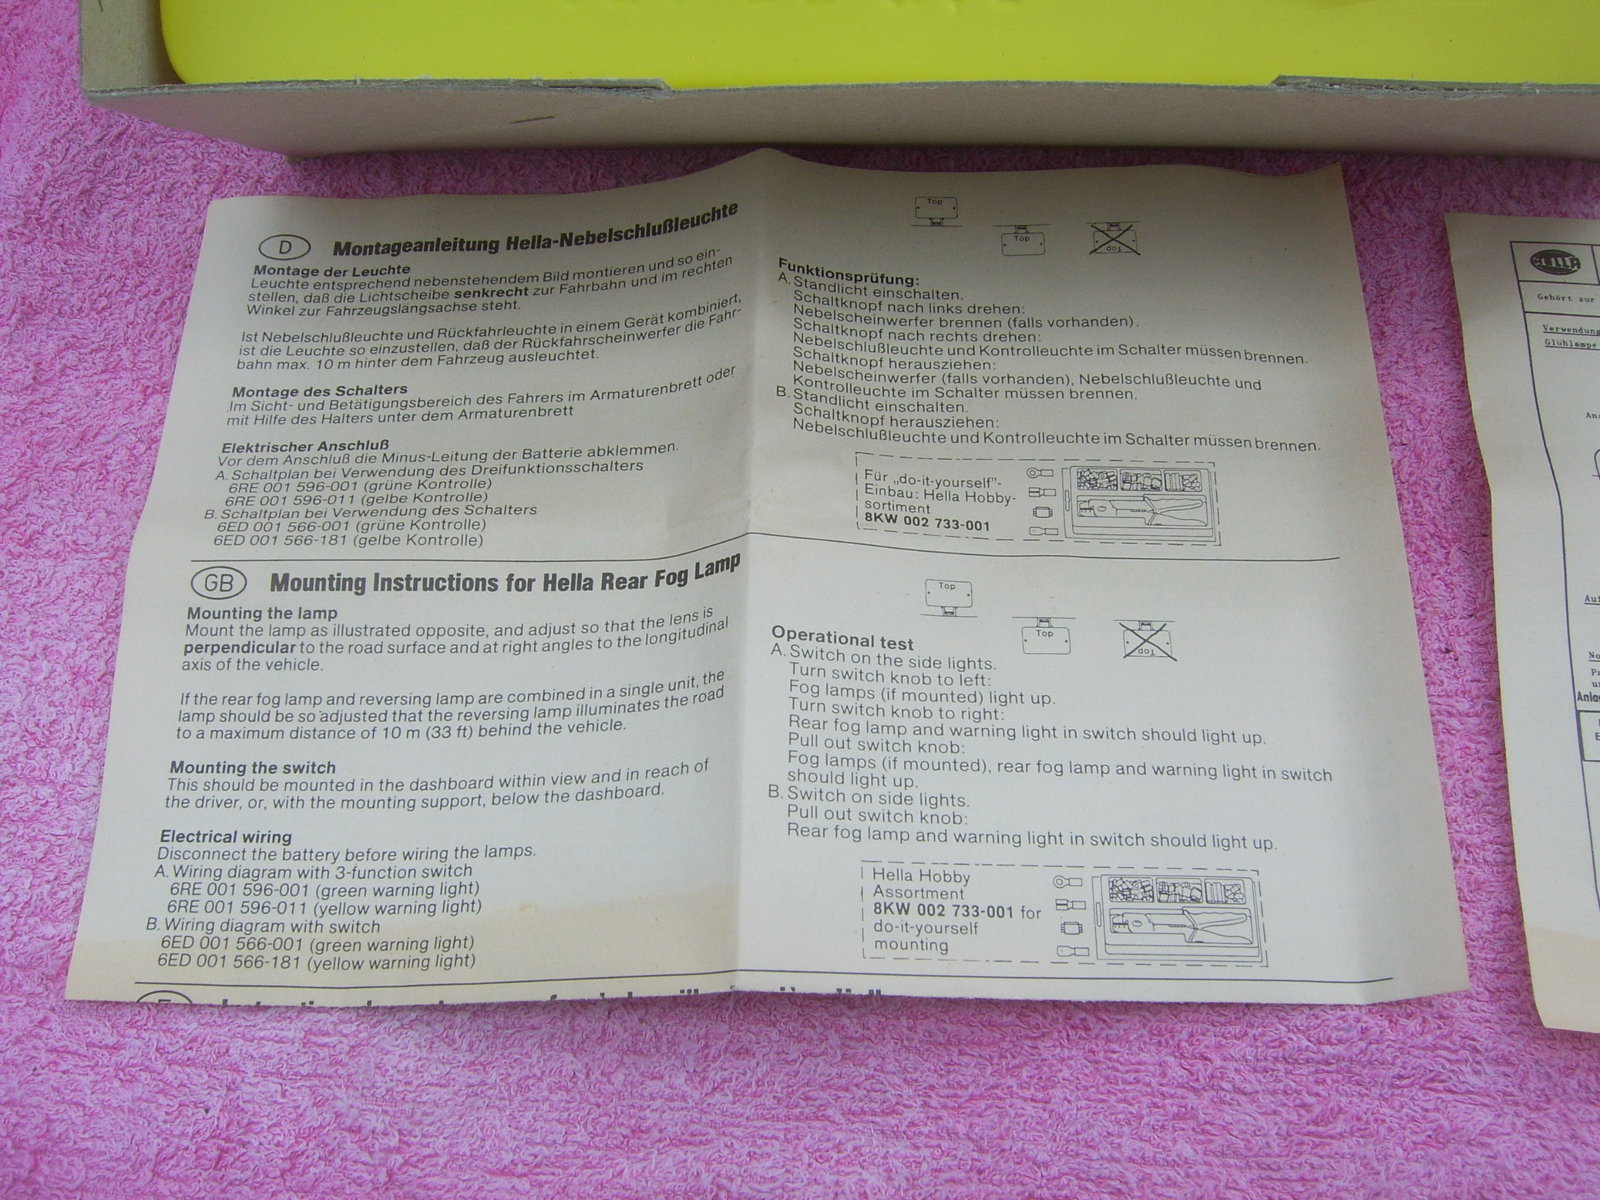 D Montageanleitung Hella-Nebelschlußleuchte
Montage der Leuchte
Leuchte entsprechend nebenstehendem Bild montieren und so ein-
stellen, daß die Lichtscheibe senkrecht zur Fahrbahn und im rechten
Winkel zur Fahrzeugslängsachse steht.
Ist Nebelschlußleuchte und Rückfahrleuchte in einem Gerät kombiniert,
ist die Leuchte so einzustellen, daß der Rückfahrscheinwerfer die Fahr-
bahn max. 10 m hinter dem Fahrzeug ausleuchtet.
Montage des Schalters
Im Sicht- und Betätigungsbereich des Fahrers im Armaturenbrett oder
mit Hilfe des Halters unter dem Armaturenbrett
Elektrischer Anschluß
Vor dem Anschluß die Minus-Leitung der Batterie abklemmen.
A. Schaltplan bei Verwendung des Dreifunktionsschalters
6RE 001 596-001 (grüne Kontrolle)
6RE 001 596-011 (gelbe Kontrolle)
B. Schaltplan bei Verwendung des Schalters
6ED 001 566-001 (grüne Kontrolle)
6ED 001 566-181 (gelbe Kontrolle)
Top
Top
Top
Funktionsprüfung:
A. Standlicht einschalten.
Schaltknopf nach links drehen:
Nebelscheinwerfer brennen (falls vorhanden).
Schaltknopf nach rechts drehen:
Nebelschlußleuchte und Kontrolleuchte im Schalter müssen brennen.
Schaltknopf herausziehen:
Nebelscheinwerfer (falls vorhanden), Nebelschlußleuchte und
Kontrolleuchte im Schalter müssen brennen.
B. Standlicht einschalten.
Schaltknopf herausziehen:
Nebelschlußleuchte und Kontrolleuchte im Schalter müssen brennen.
Für „do-it-yourself"-
Einbau: Hella Hobby-
sortiment
8KW 002 733-001
GB Mounting Instructions for Hella Rear Fog Lamp
Mounting the lamp
Mount the lamp as illustrated opposite, and adjust so that the lens is
perpendicular to the road surface and at right angles to the longitudinal
axis of the vehicle.
If the rear fog lamp and reversing lamp are combined in a single unit, the
lamp should be so adjusted that the reversing lamp illuminates the road
to a maximum distance of 10 m (33 ft) behind the vehicle.
Mounting the switch
This should be mounted in the dashboard within view and in reach of
the driver, or, with the mounting support, below the dashboard.
Electrical wiring
Disconnect the battery before wiring the lamps.
A. Wiring diagram with 3-function switch
6RE 001 596-001 (green warning light)
6RE 001 596-011 (yellow warning light)
B. Wiring diagram with switch
6ED 001 566-001 (green warning light)
6ED 001 566-181 (yellow warning light)
Top
Top
Top
Operational test
A. Switch on the side lights.
Turn switch knob to left:
Fog lamps (if mounted) light up.
Turn switch knob to right:
Rear fog lamp and warning light in switch should light up.
Pull out switch knob:
Fog lamps (if mounted), rear fog lamp and warning light in switch
should light up.
B. Switch on side lights.
Pull out switch knob:
Rear fog lamp and warning light in switch should light up.
Hella Hobby
Assortment
8KW 002 733-001 for
do-it-yourself
mounting
HELLA
Gehört zur
Verwendung
Glühlampe